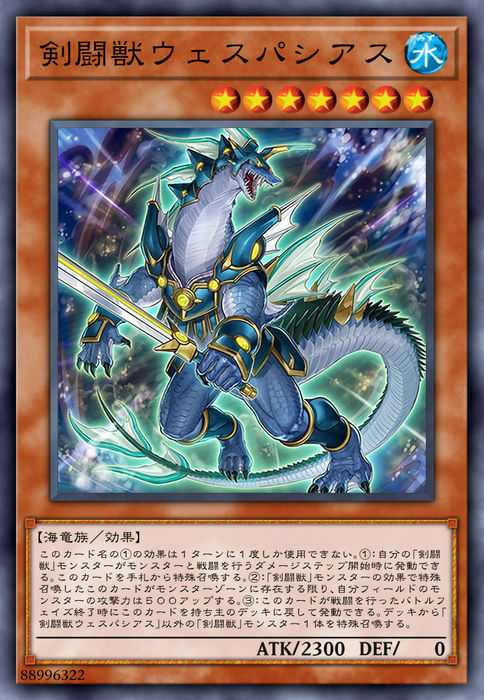 剣闘獣ウェスパシアス
みず
水
【海竜族／効果】
このカード名の①の効果は１ターンに１度しか使用できない。①：自分の「剣闘
獣」モンスターがモンスターと戦闘を行うダメージステップ開始時に発動でき
る。このカードを手札から特殊召喚する。②：「剣闘獣」モンスターの効果で特殊
召喚したこのカードがモンスターゾーンに存在する限り、自分フィールドのモ
ンスターの攻撃力は５００アップする。③：このカードが戦闘を行ったバトルフ
ェイズ終了時にこのカードを持ち主のデッキに戻して発動できる。デッキから「
剣闘獣ウェスパシアス」以外の「剣闘獣」モンスター１体を特殊召喚する。
ATK/2300 DEF/ 0
88996322